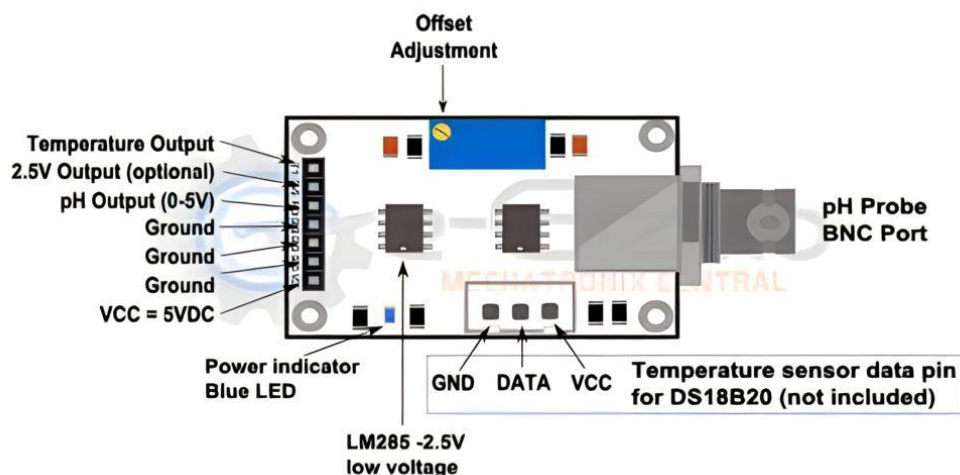 Offset
Adjustment
Temperature Output
2.5V Output (optional)
pH Output (0-5V)
Ground
Ground
Ground
VCC = 5VDC
pH Probe
BNC Port
MECHATRONIX CENTRAL
Power indicator
Blue LED
GND DATA VCC
Temperature sensor data pin
for DS18B20 (not included)
LM285 -2.5V
low voltage